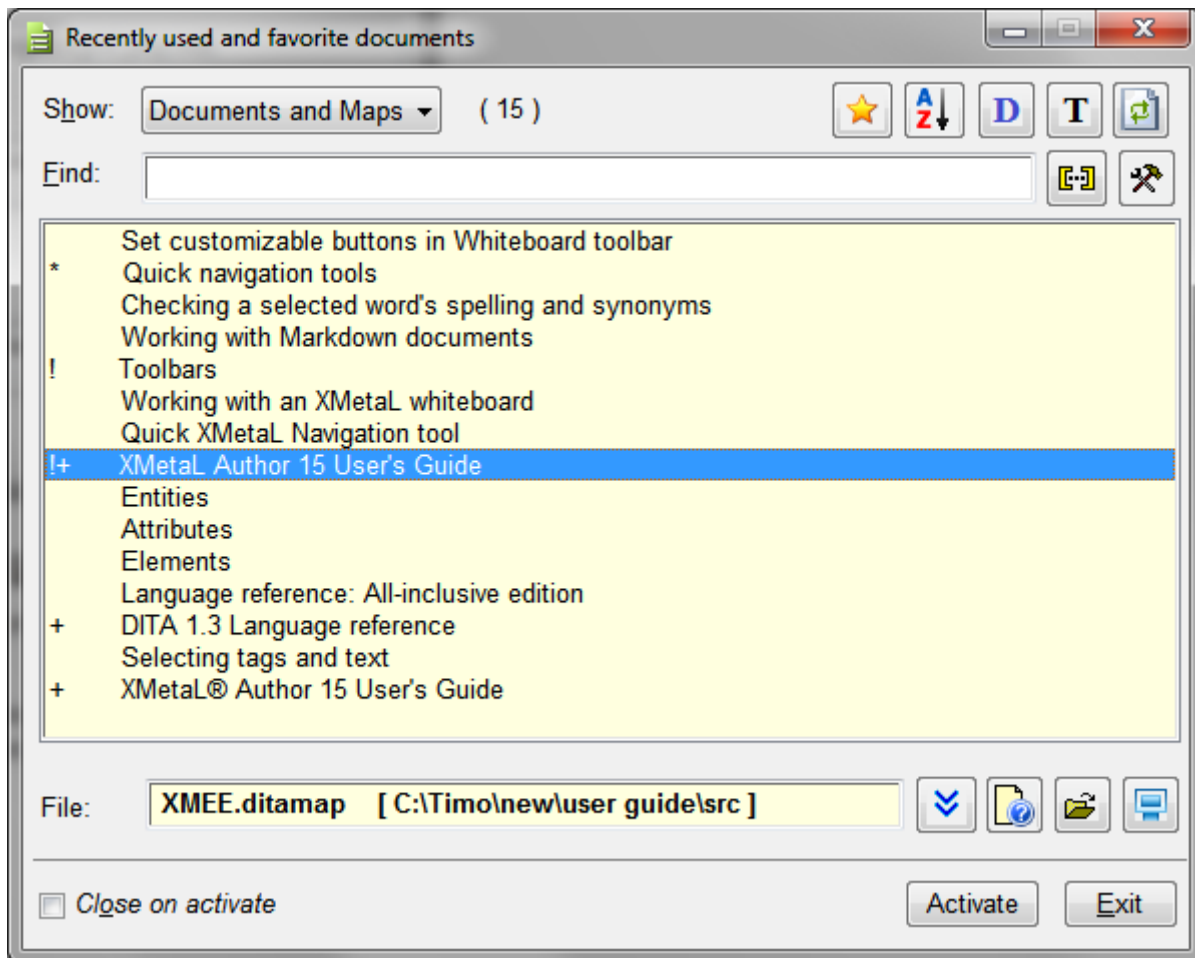 Recently used and favorite documents
Show: Documents and Maps ( 15 ) A Z D T
Find:
Set customizable buttons in Whiteboard toolbar
* Quick navigation tools
Checking a selected word's spelling and synonyms
Working with Markdown documents
! Toolbars
Working with an XMetaL whiteboard
Quick XMetaL Navigation tool
!+ XMetaL Author 15 User's Guide
Entities
Attributes
Elements
Language reference: All-inclusive edition
+ DITA 1.3 Language reference
Selecting tags and text
+ XMetaL® Author 15 User's Guide
File: XMEE.ditamap [ C:\Timo\new\user guide\src ]
Close on activate Activate Exit